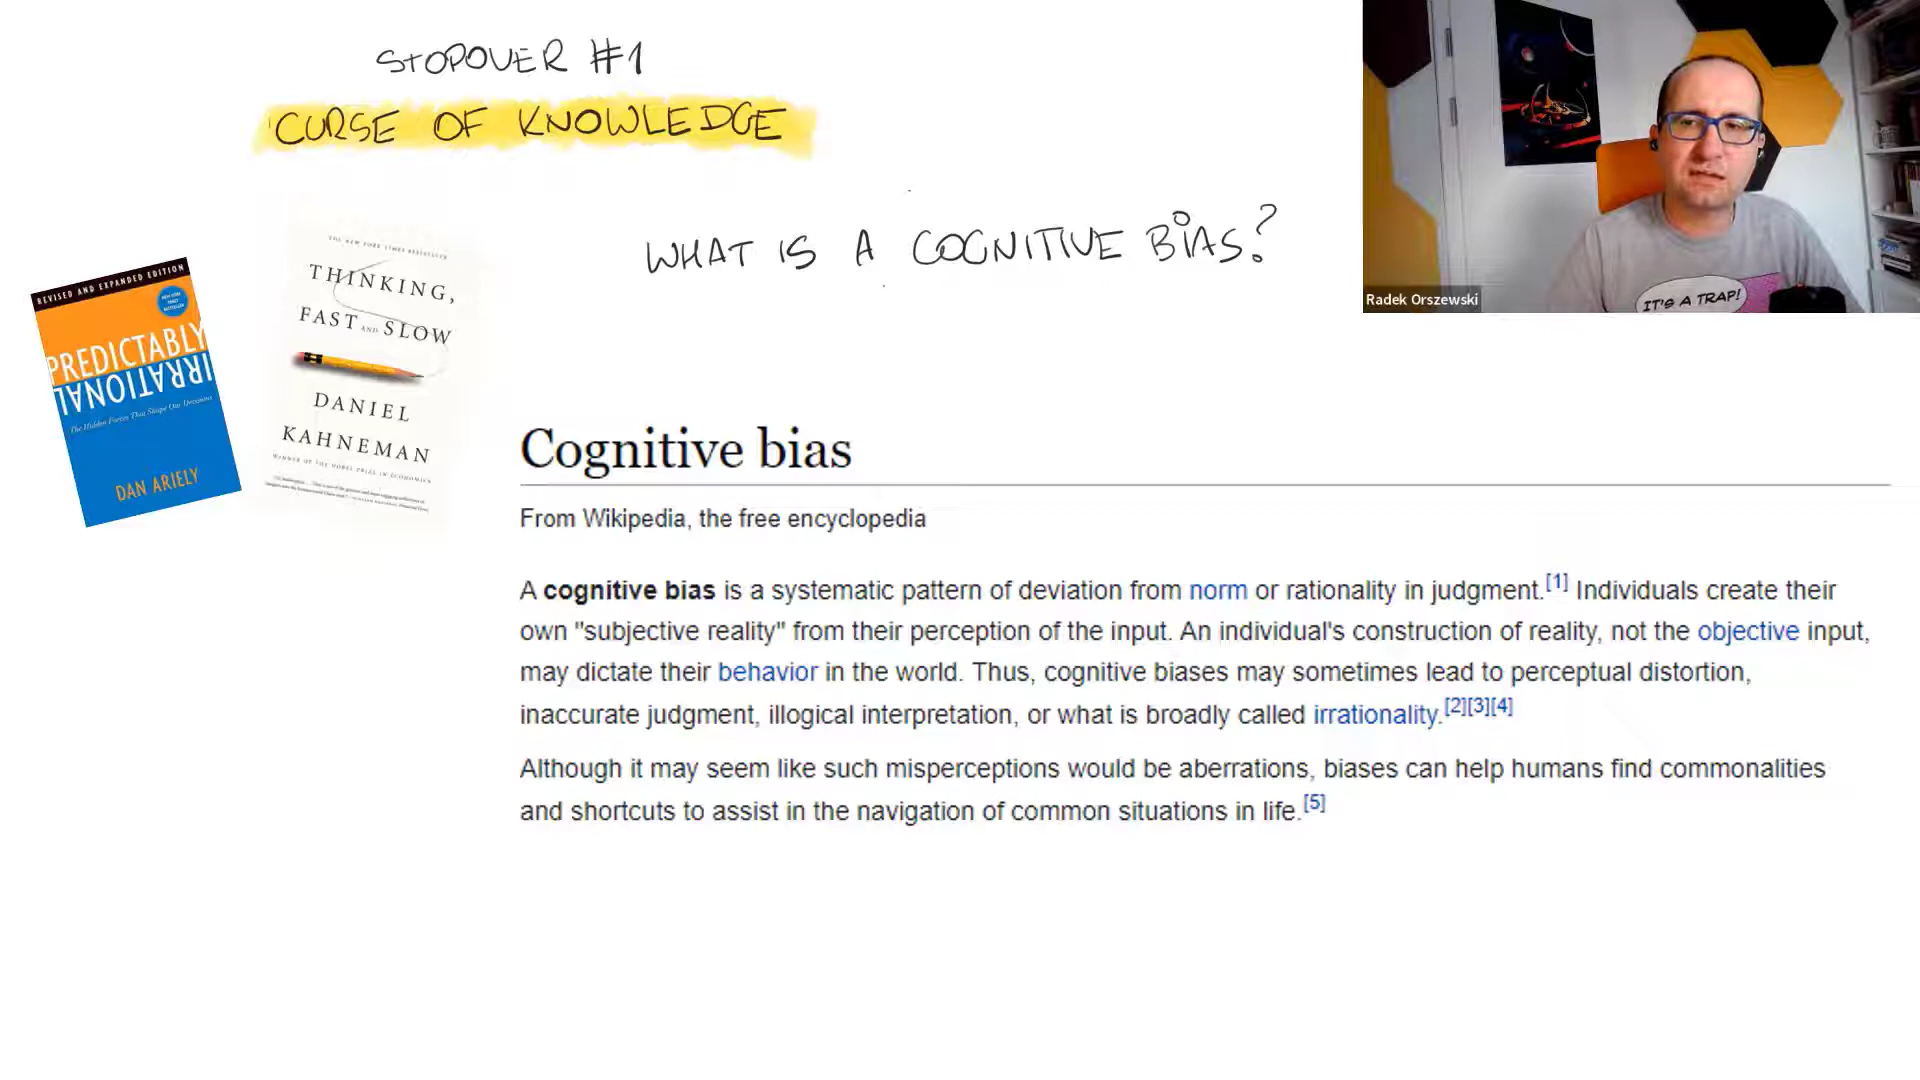 STOPOVER #1
CURSE OF KNOWLEDGE
WHAT IS A COGNITIVE BIAS?
Radek Orszewski
IT'S A TRAP!
REVISED AND EXPANDED EDITION
PREDICTABLY
IRRATIONAL
The Hidden Forces That Shape Our Decisions
DAN ARIELY
THE NEW YORK TIMES BESTSELLER
THINKING,
FAST AND SLOW
DANIEL
KAHNEMAN
WINNER OF THE NOBEL PRIZE IN ECONOMICS
Cognitive bias
From Wikipedia, the free encyclopedia
A cognitive bias is a systematic pattern of deviation from norm or rationality in judgment.[1] Individuals create their
own "subjective reality" from their perception of the input. An individual's construction of reality, not the objective input,
may dictate their behavior in the world. Thus, cognitive biases may sometimes lead to perceptual distortion,
inaccurate judgment, illogical interpretation, or what is broadly called irrationality.[2][3][4]
Although it may seem like such misperceptions would be aberrations, biases can help humans find commonalities
and shortcuts to assist in the navigation of common situations in life.[5]